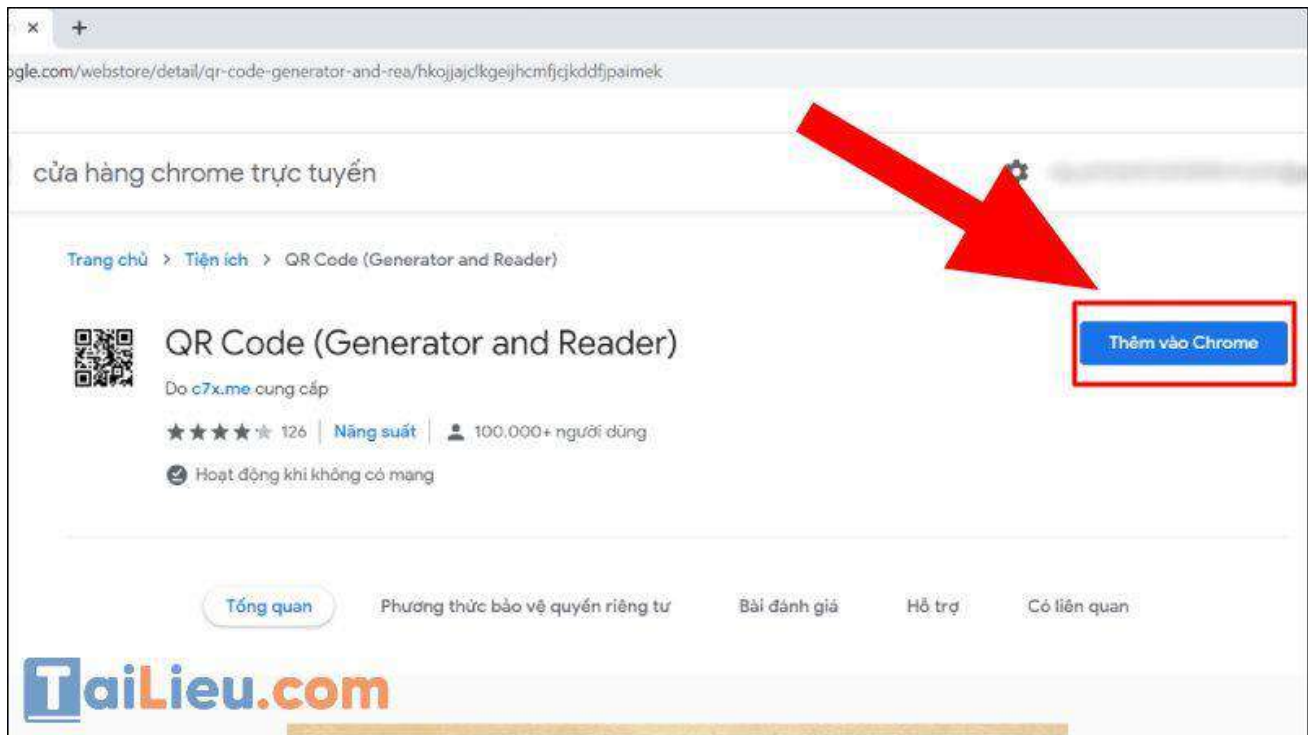 ogle.com/webstore/detail/qr-code-generator-and-rea/hkojjajclkgeijhcmfjcjkddfjpaimek
cửa hàng chrome trực tuyến
Trang chủ > Tiện ích > QR Code (Generator and Reader)
QR Code (Generator and Reader)
Thêm vào Chrome
Do c7x.me cung cấp
126 | Năng suất | 100.000+ người dùng
Hoạt động khi không có mạng
Tổng quan Phương thức bảo vệ quyền riêng tư Bài đánh giá Hỗ trợ Có liên quan
TaiLieu.com